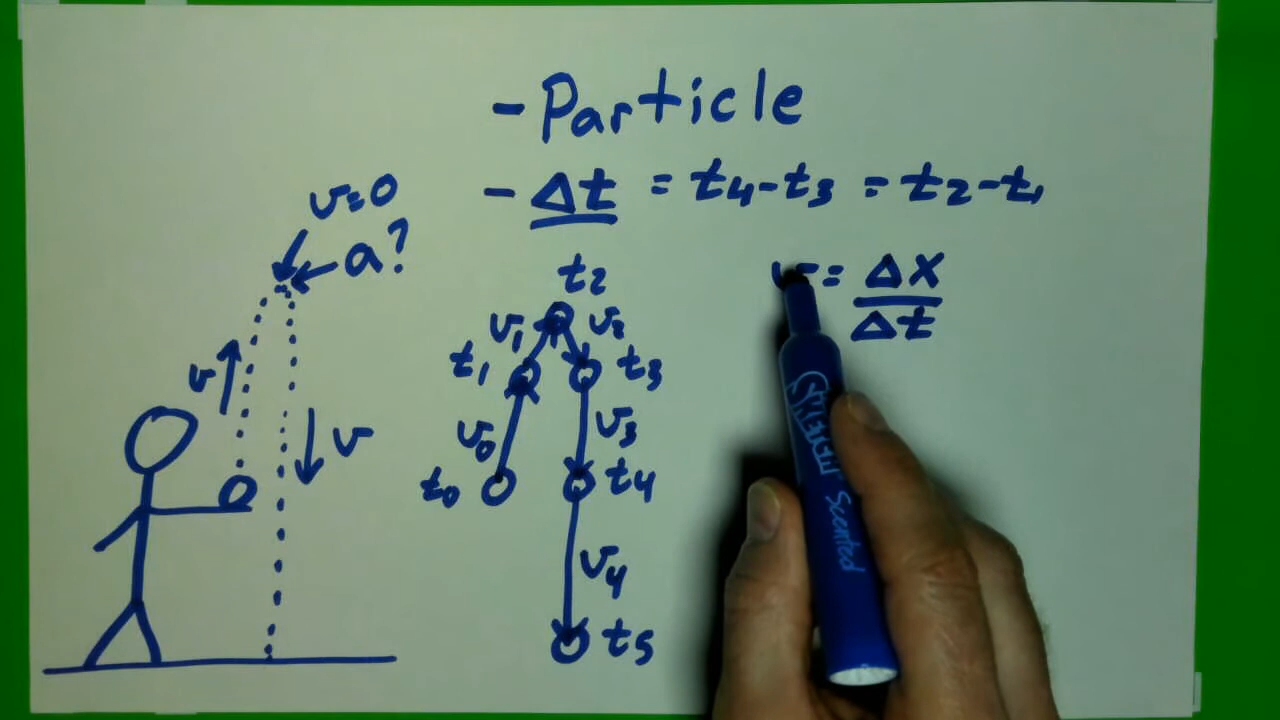 - Particle
- Δt = t4-t3 = t2-t1
v=0
a?
v = Δx
Δt
t2
v1 v2
t1 t3
v
v0 v3
v
t0 t4
v4
t5
Scented